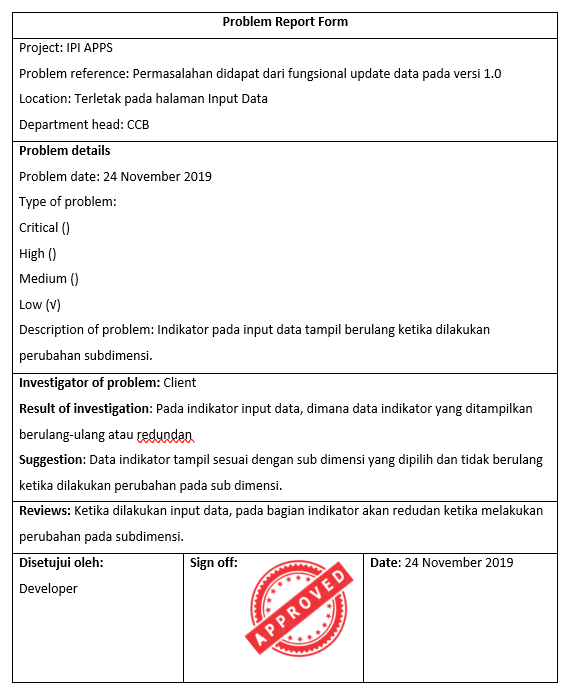 Problem Report Form
Project: IPI APPS
Problem reference: Permasalahan didapat dari fungsional update data pada versi 1.0
Location: Terletak pada halaman Input Data
Department head: CCB
Problem details
Problem date: 24 November 2019
Type of problem:
Critical ()
High ()
Medium ()
Low (√)
Description of problem: Indikator pada input data tampil berulang ketika dilakukan
perubahan subdimensi.
Investigator of problem: Client
Result of investigation: Pada indikator input data, dimana data indikator yang ditampilkan
berulang-ulang atau redundan
Suggestion: Data indikator tampil sesuai dengan sub dimensi yang dipilih dan tidak berulang
ketika dilakukan perubahan pada sub dimensi.
Reviews: Ketika dilakukan input data, pada bagian indikator akan redudan ketika melakukan
perubahan pada subdimensi.
Disetujui oleh:
Developer
Sign off:
APPROVED
Date: 24 November 2019